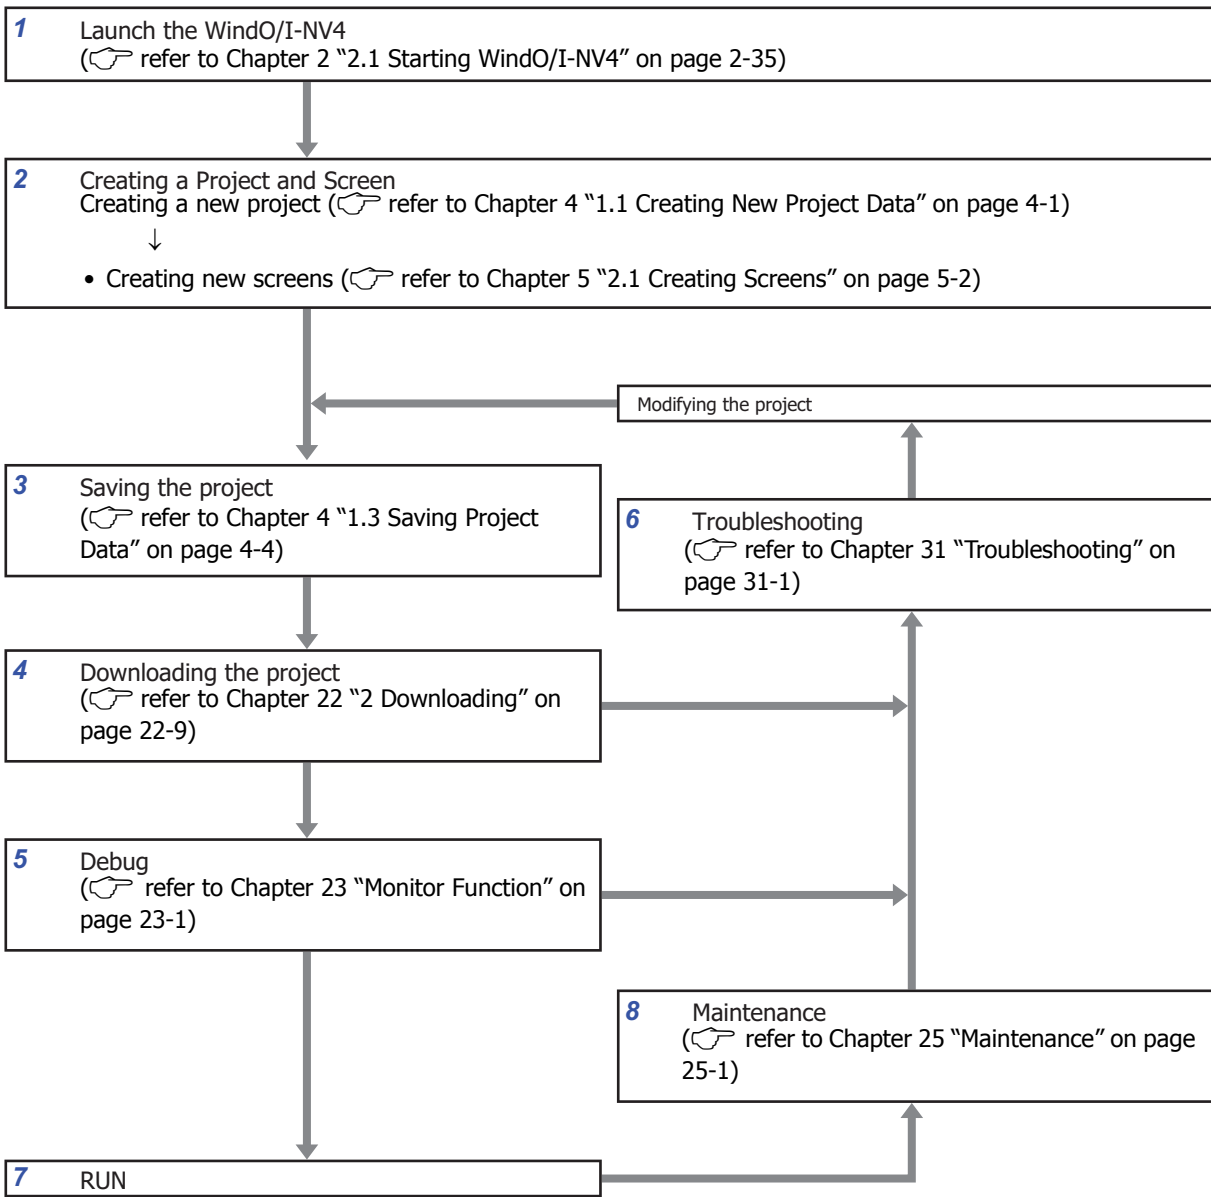 1 Launch the WindO/I-NV4
(☞ refer to Chapter 2 “2.1 Starting WindO/I-NV4” on page 2-35)
2 Creating a Project and Screen
Creating a new project (☞ refer to Chapter 4 “1.1 Creating New Project Data” on page 4-1)
↓
• Creating new screens (☞ refer to Chapter 5 “2.1 Creating Screens” on page 5-2)
Modifying the project
3 Saving the project
(☞ refer to Chapter 4 “1.3 Saving Project
Data” on page 4-4)
6 Troubleshooting
(☞ refer to Chapter 31 “Troubleshooting” on
page 31-1)
4 Downloading the project
(☞ refer to Chapter 22 “2 Downloading” on
page 22-9)
5 Debug
(☞ refer to Chapter 23 “Monitor Function” on
page 23-1)
8 Maintenance
(☞ refer to Chapter 25 “Maintenance” on page
25-1)
7 RUN